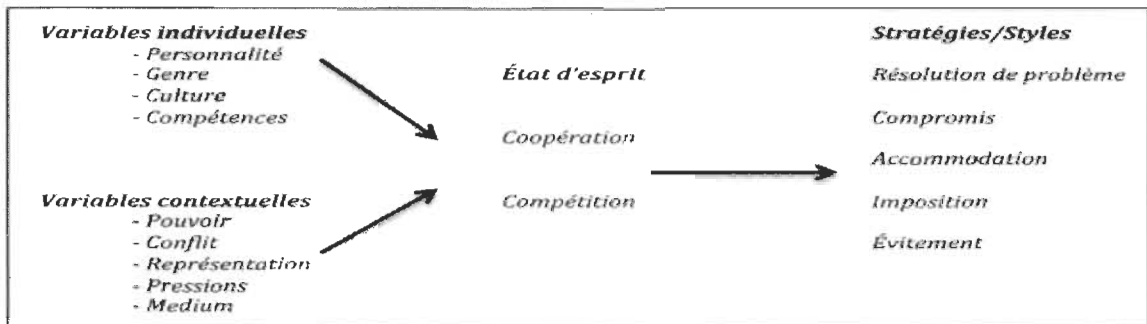 Variables individuelles
- Personnalité
- Genre
- Culture
- Compétences
Variables contextuelles
- Pouvoir
- Conflit
- Représentation
- Pressions
- Medium
État d'esprit
Coopération
Compétition
Stratégies/Styles
Résolution de problème
Compromis
Accommodation
Imposition
Évitement